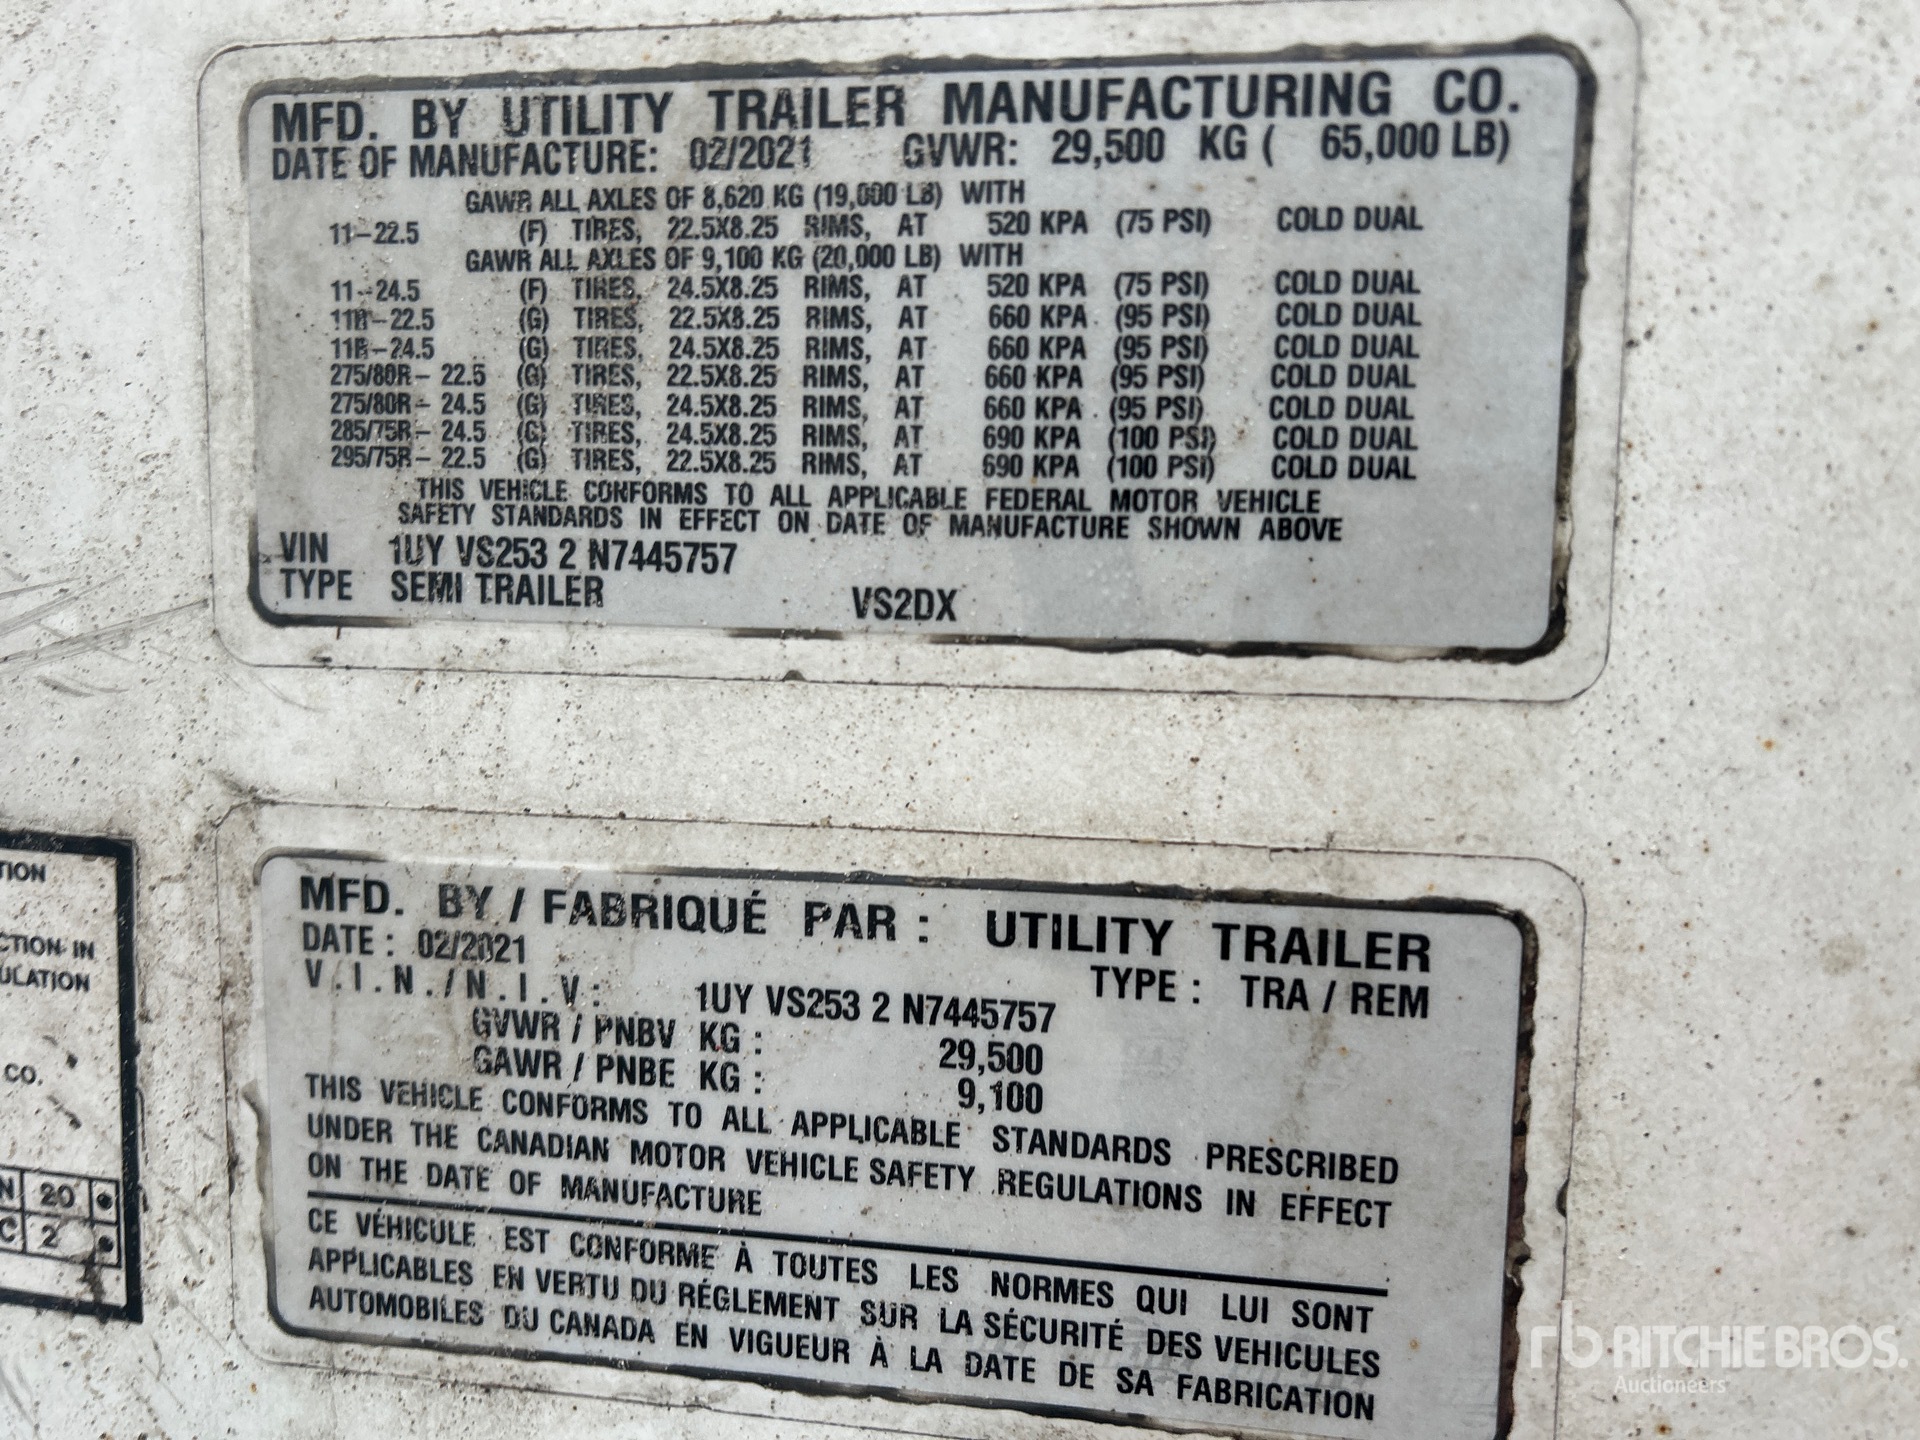 MFD. BY UTILITY TRAILER MANUFACTURING CO.
DATE OF MANUFACTURE: 02/2021 GVWR: 29,500 KG ( 65,000 LB)
GAWR ALL AXLES OF 8,620 KG (19,000 LB) WITH
11-22.5 (F) TIRES, 22.5X8.25 RIMS, AT 520 KPA (75 PSI) COLD DUAL
GAWR ALL AXLES OF 9,100 KG (20,000 LB) WITH
11-24.5 (F) TIRES, 24.5X8.25 RIMS, AT 520 KPA (75 PSI) COLD DUAL
11R-22.5 (G) TIRES, 22.5X8.25 RIMS, AT 660 KPA (95 PSI) COLD DUAL
11R-24.5 (G) TIRES, 24.5X8.25 RIMS, AT 660 KPA (95 PSI) COLD DUAL
275/80R- 22.5 (G) TIRES, 22.5X8.25 RIMS, AT 660 KPA (95 PSI) COLD DUAL
275/80R- 24.5 (G) TIRES, 24.5X8.25 RIMS, AT 660 KPA (95 PSI) COLD DUAL
285/75R- 24.5 (G) TIRES, 24.5X8.25 RIMS, AT 690 KPA (100 PSI) COLD DUAL
295/75R- 22.5 (G) TIRES, 22.5X8.25 RIMS, AT 690 KPA (100 PSI) COLD DUAL
THIS VEHICLE CONFORMS TO ALL APPLICABLE FEDERAL MOTOR VEHICLE
SAFETY STANDARDS IN EFFECT ON DATE OF MANUFACTURE SHOWN ABOVE
VIN 1UY VS253 2 N7445757
TYPE SEMI TRAILER VS2DX
MFD. BY / FABRIQUÉ PAR : UTILITY TRAILER
DATE : 02/2021 TYPE : TRA / REM
V.I.N./N.I.V: 1UY VS253 2 N7445757
GVWR / PNBV KG : 29,500
GAWR / PNBE KG : 9,100
THIS VEHICLE CONFORMS TO ALL APPLICABLE STANDARDS PRESCRIBED
UNDER THE CANADIAN MOTOR VEHICLE SAFETY REGULATIONS IN EFFECT
ON THE DATE OF MANUFACTURE
CE VÉHICULE EST CONFORME À TOUTES LES NORMES QUI LUI SONT
APPLICABLES EN VERTU DU RÉGLEMENT SUR LA SÉCURITÉ DES VEHICULES
AUTOMOBILES DU CANADA EN VIGUEUR À LA DATE DE SA FABRICATION
TION
CTION IN
ULATION
CO.
N 20
C 2
rb RITCHIE BROS.
Auctioneers